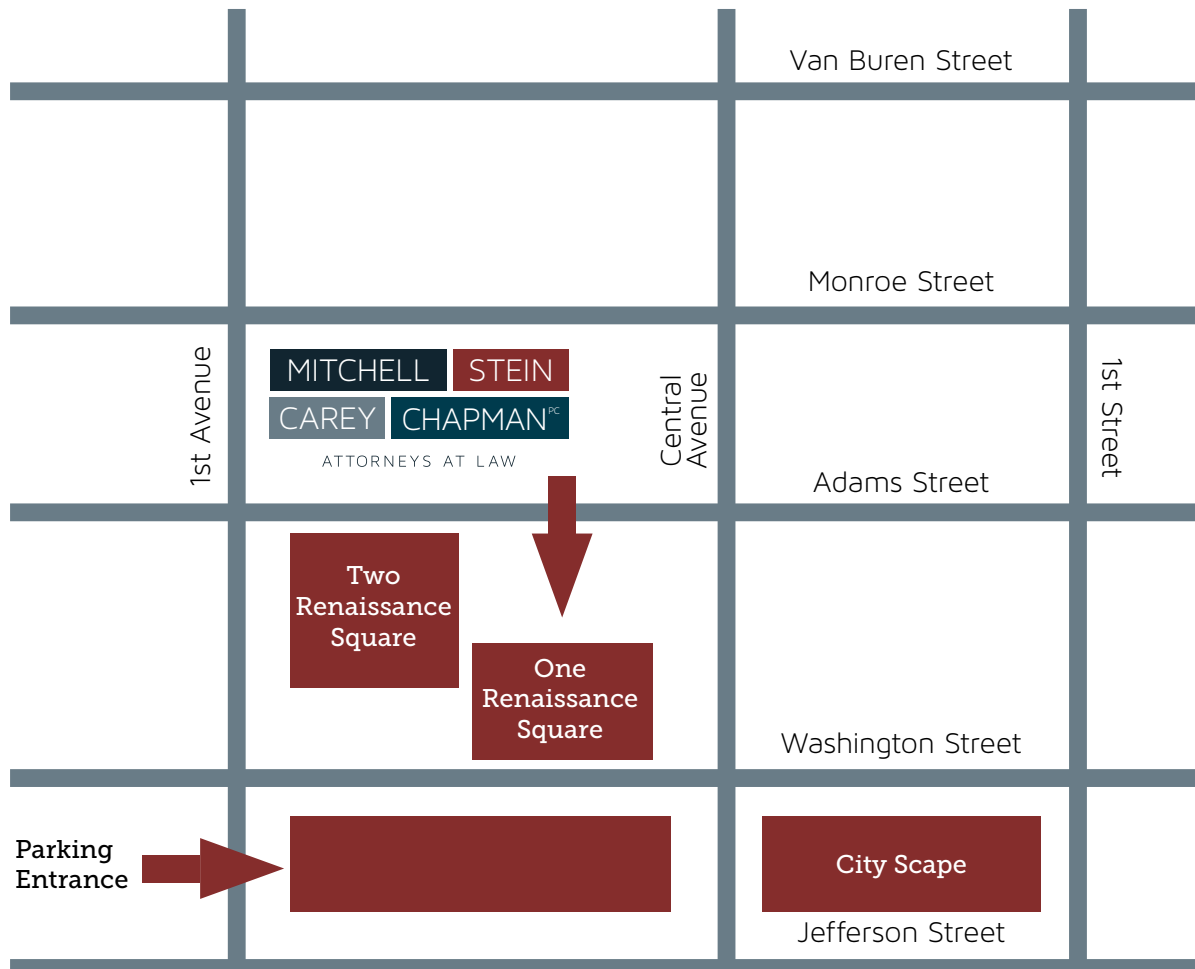 Van Buren Street
Monroe Street
1st Avenue
MITCHELL STEIN
CAREY CHAPMAN PC
ATTORNEYS AT LAW
Central
Avenue
1st Street
Adams Street
Two
Renaissance
Square
One
Renaissance
Square
Washington Street
Parking
Entrance
City Scape
Jefferson Street